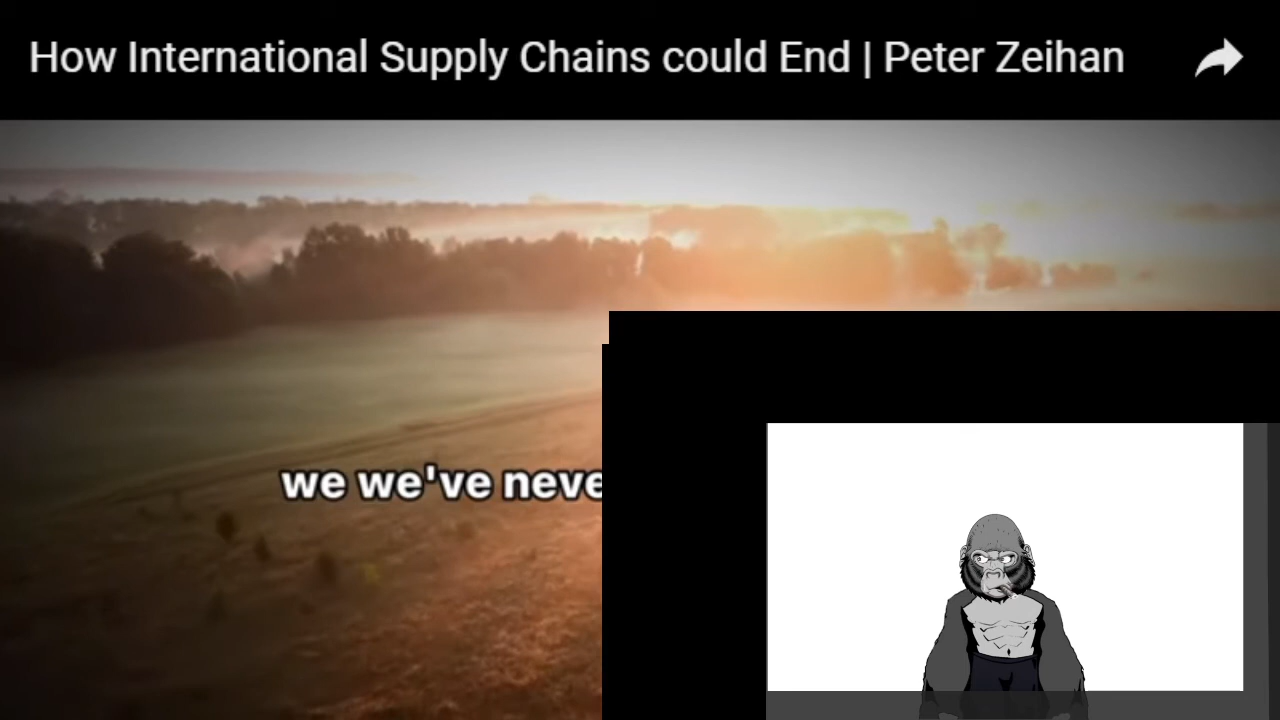 How International Supply Chains could End | Peter Zeihan
we we've neve